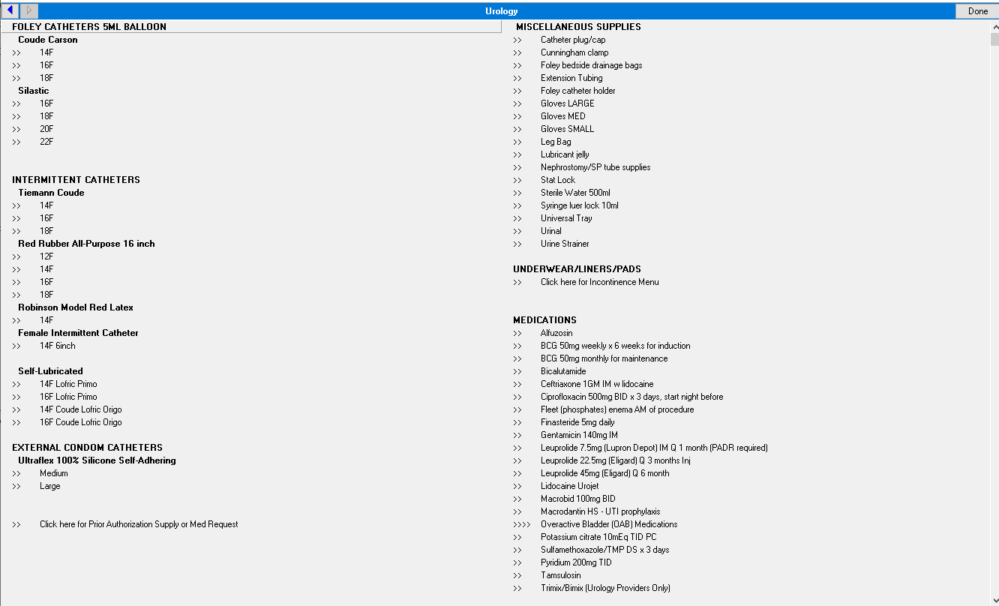 Urology
Done
FOLEY CATHETERS 5ML BALLOON
Coude Carson
>> 14F
>> 16F
>> 18F
Silastic
>> 16F
>> 18F
>> 20F
>> 22F
INTERMITTENT CATHETERS
Tiemann Coude
>> 14F
>> 16F
>> 18F
Red Rubber All-Purpose 16 inch
>> 12F
>> 14F
>> 16F
>> 18F
Robinson Model Red Latex
>> 14F
Female Intermittent Catheter
>> 14F 6inch
Self-Lubricated
>> 14F Lofric Primo
>> 16F Lofric Primo
>> 14F Coude Lofric Origo
>> 16F Coude Lofric Origo
EXTERNAL CONDOM CATHETERS
Ultraflex 100% Silicone Self-Adhering
>> Medium
>> Large
>> Click here for Prior Authorization Supply or Med Request
MISCELLANEOUS SUPPLIES
>> Catheter plug/cap
>> Cunningham clamp
>> Foley bedside drainage bags
>> Extension Tubing
>> Foley catheter holder
>> Gloves LARGE
>> Gloves MED
>> Gloves SMALL
>> Leg Bag
>> Lubricant jelly
>> Nephrostomy/SP tube supplies
>> Stat Lock
>> Sterile Water 500ml
>> Syringe luer lock 10ml
>> Universal Tray
>> Urinal
>> Urine Strainer
UNDERWEAR/LINERS/PADS
>> Click here for Incontinence Menu
MEDICATIONS
>> Alfuzosin
>> BCG 50mg weekly x 6 weeks for induction
>> BCG 50mg monthly for maintenance
>> Bicalutamide
>> Ceftriaxone 1GM IM w lidocaine
>> Ciprofloxacin 500mg BID x 3 days, start night before
>> Fleet (phosphates) enema AM of procedure
>> Finasteride 5mg daily
>> Gentamicin 140mg IM
>> Leuprolide 7.5mg (Lupron Depot) IM Q 1 month (PADR required)
>> Leuprolide 22.5mg (Eligard) Q 3 months Inj
>> Leuprolide 45mg (Eligard) Q 6 month
>> Lidocaine Urojet
>> Macrobid 100mg BID
>> Macrodantin HS - UTI prophylaxis
>>>> Overactive Bladder (OAB) Medications
>> Potassium citrate 10mEq TID PC
>> Sulfamethoxazole/TMP DS x 3 days
>> Pyridium 200mg TID
>> Tamsulosin
>> Trimix/Bimix (Urology Providers Only)